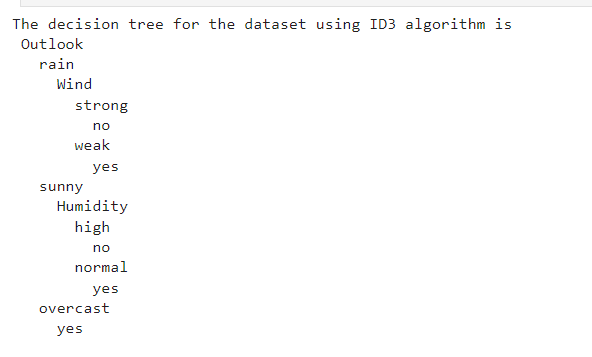 The decision tree for the dataset using ID3 algorithm is
Outlook
rain
Wind
strong
no
weak
yes
sunny
Humidity
high
no
normal
yes
overcast
yes